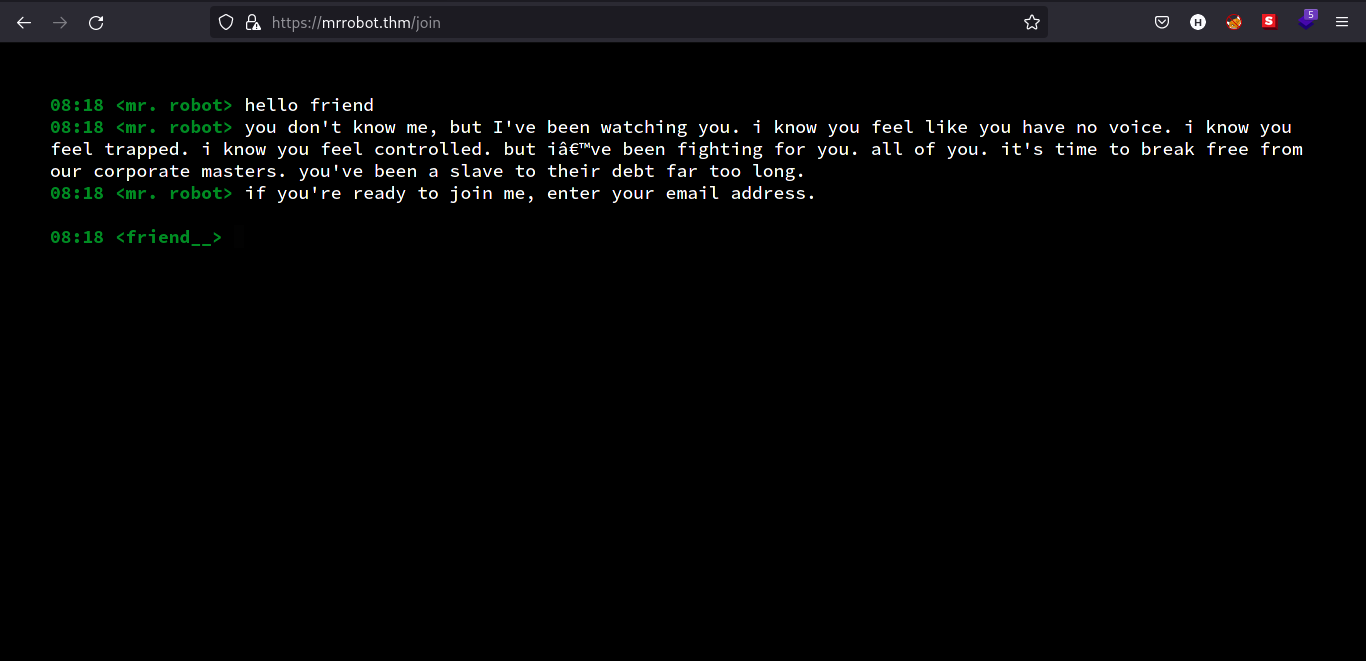 https://mrrobot.thm/join
H
S
5
08:18 <mr. robot> hello friend
08:18 <mr. robot> you don't know me, but I've been watching you. i know you feel like you have no voice. i know you
feel trapped. i know you feel controlled. but iâ€™ve been fighting for you. all of you. it's time to break free from
our corporate masters. you've been a slave to their debt far too long.
08:18 <mr. robot> if you're ready to join me, enter your email address.
08:18 <friend__>